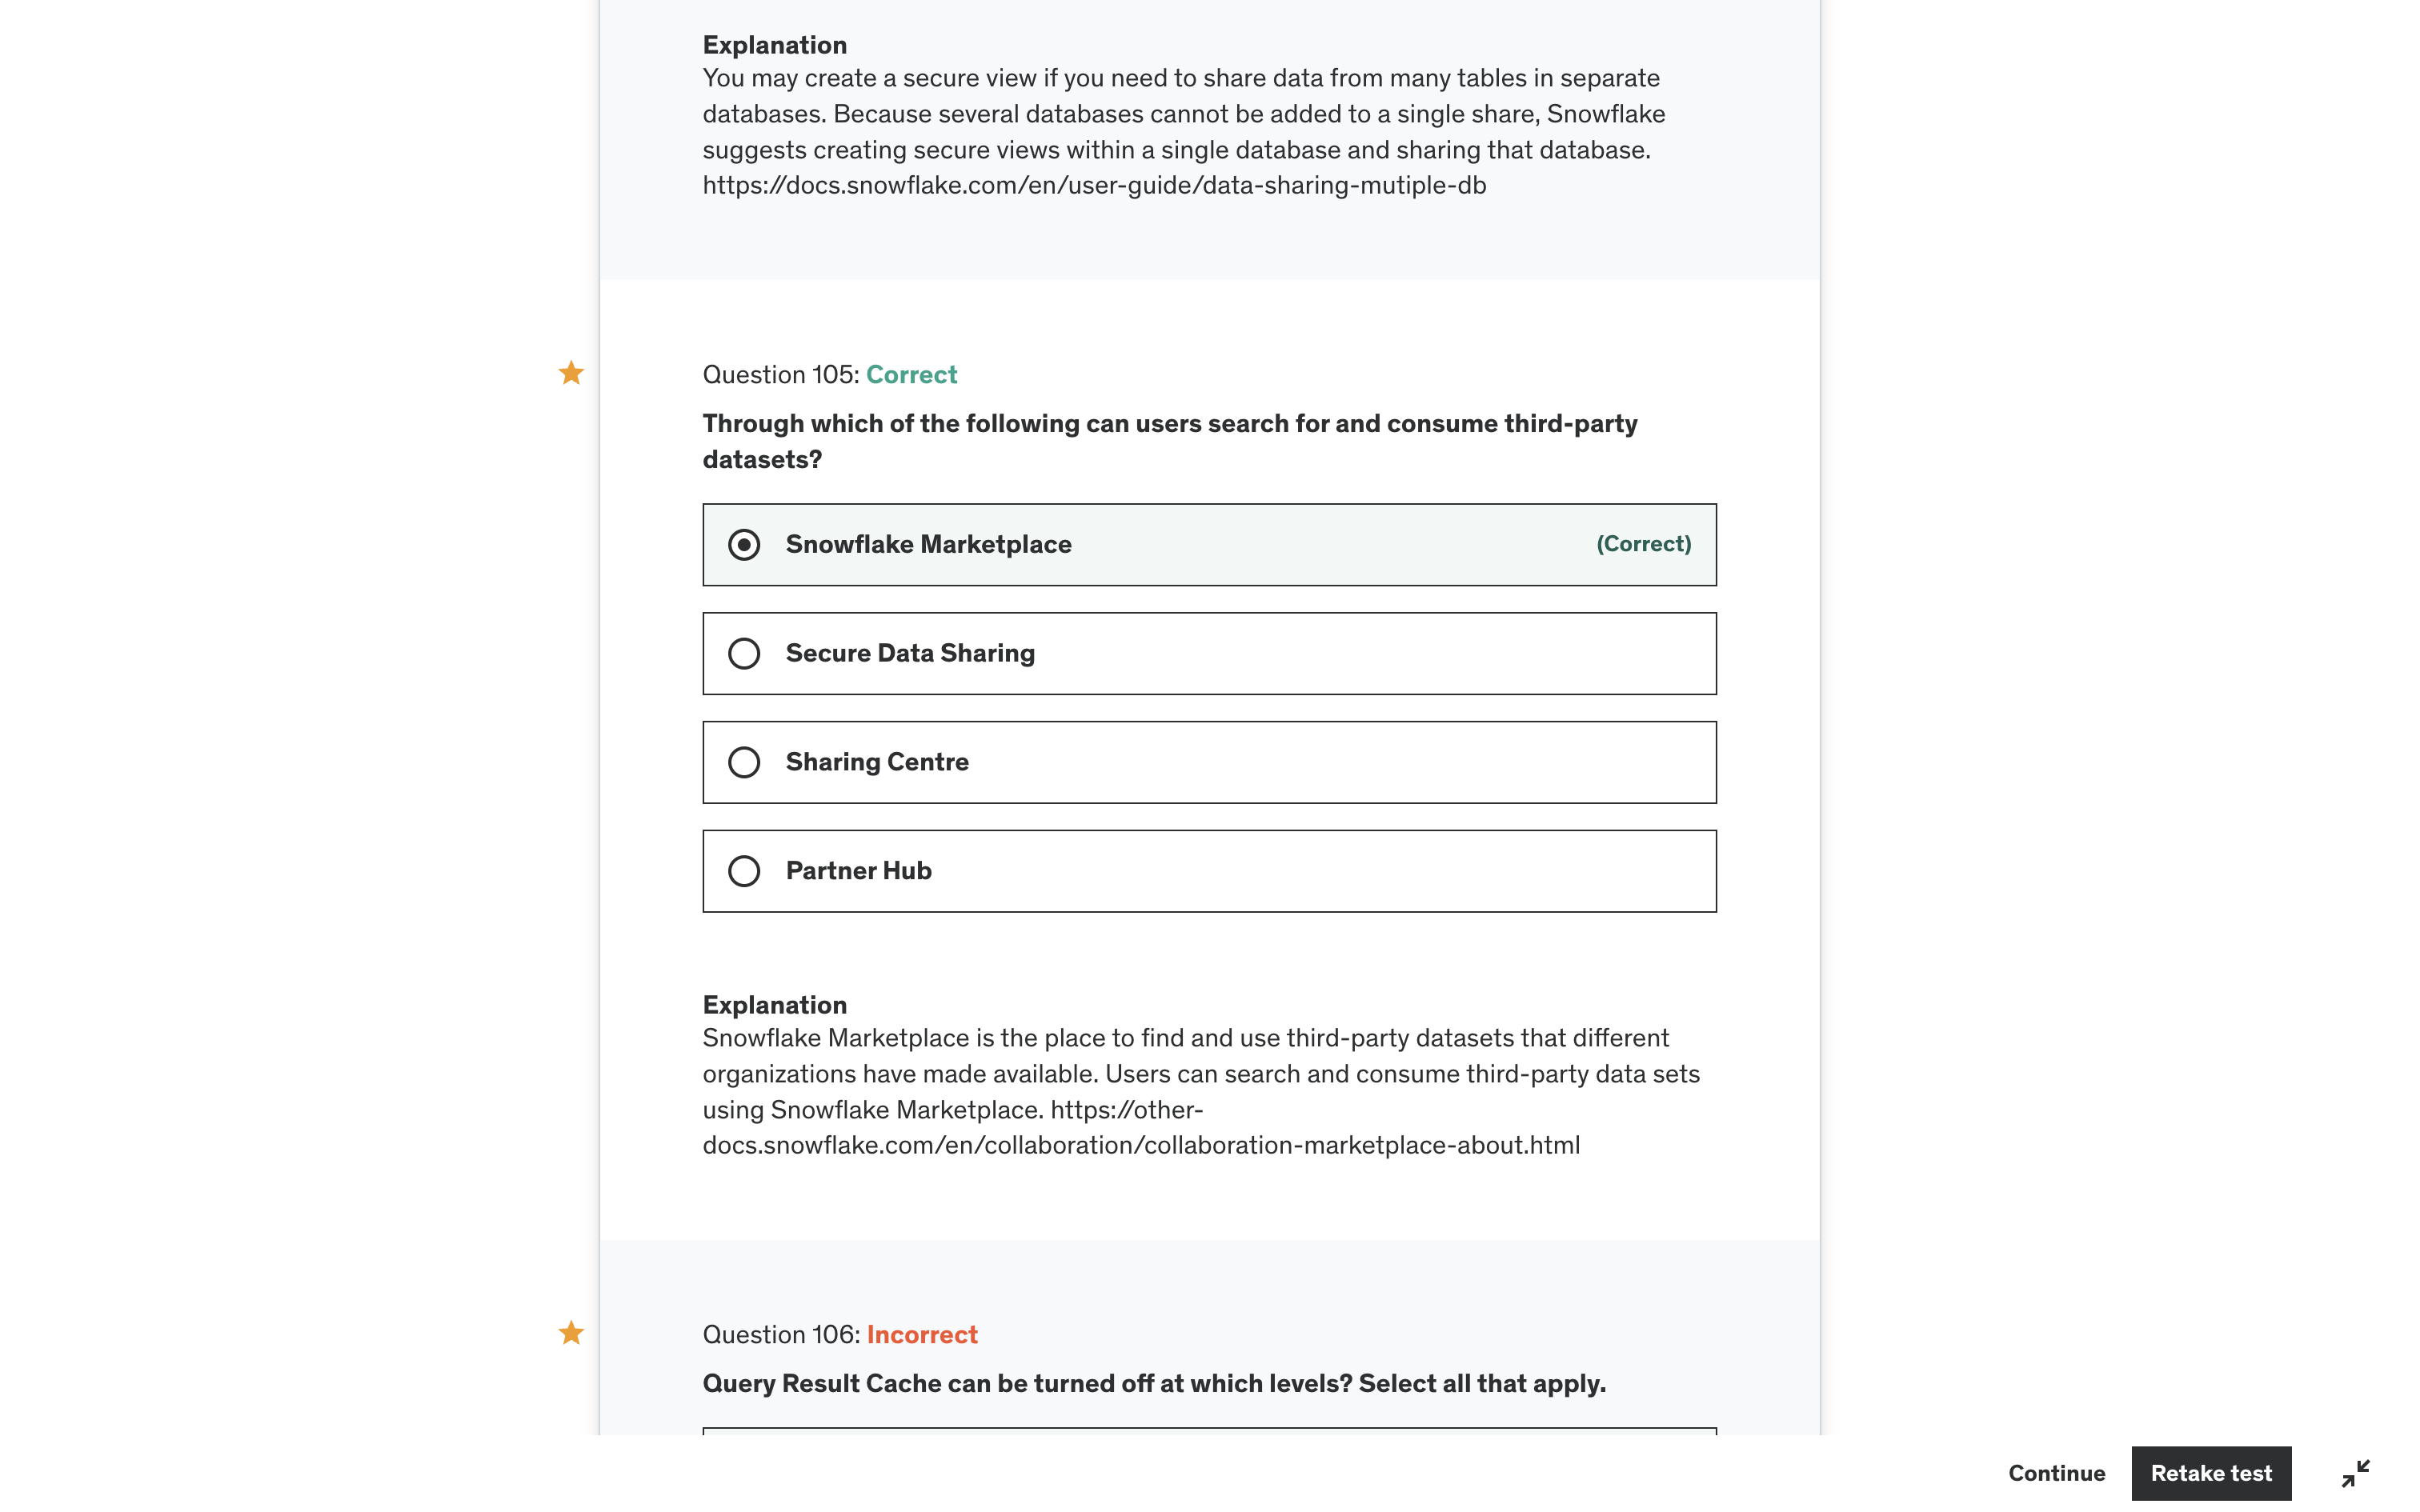 Explanation
You may create a secure view if you need to share data from many tables in separate
databases. Because several databases cannot be added to a single share, Snowflake
suggests creating secure views within a single database and sharing that database.
https://docs.snowflake.com/en/user-guide/data-sharing-mutiple-db
Question 105: Correct
Through which of the following can users search for and consume third-party
datasets?
Snowflake Marketplace (Correct)
Secure Data Sharing
Sharing Centre
Partner Hub
Explanation
Snowflake Marketplace is the place to find and use third-party datasets that different
organizations have made available. Users can search and consume third-party data sets
using Snowflake Marketplace. https://other-
docs.snowflake.com/en/collaboration/collaboration-marketplace-about.html
Question 106: Incorrect
Query Result Cache can be turned off at which levels? Select all that apply.
Continue
Retake test